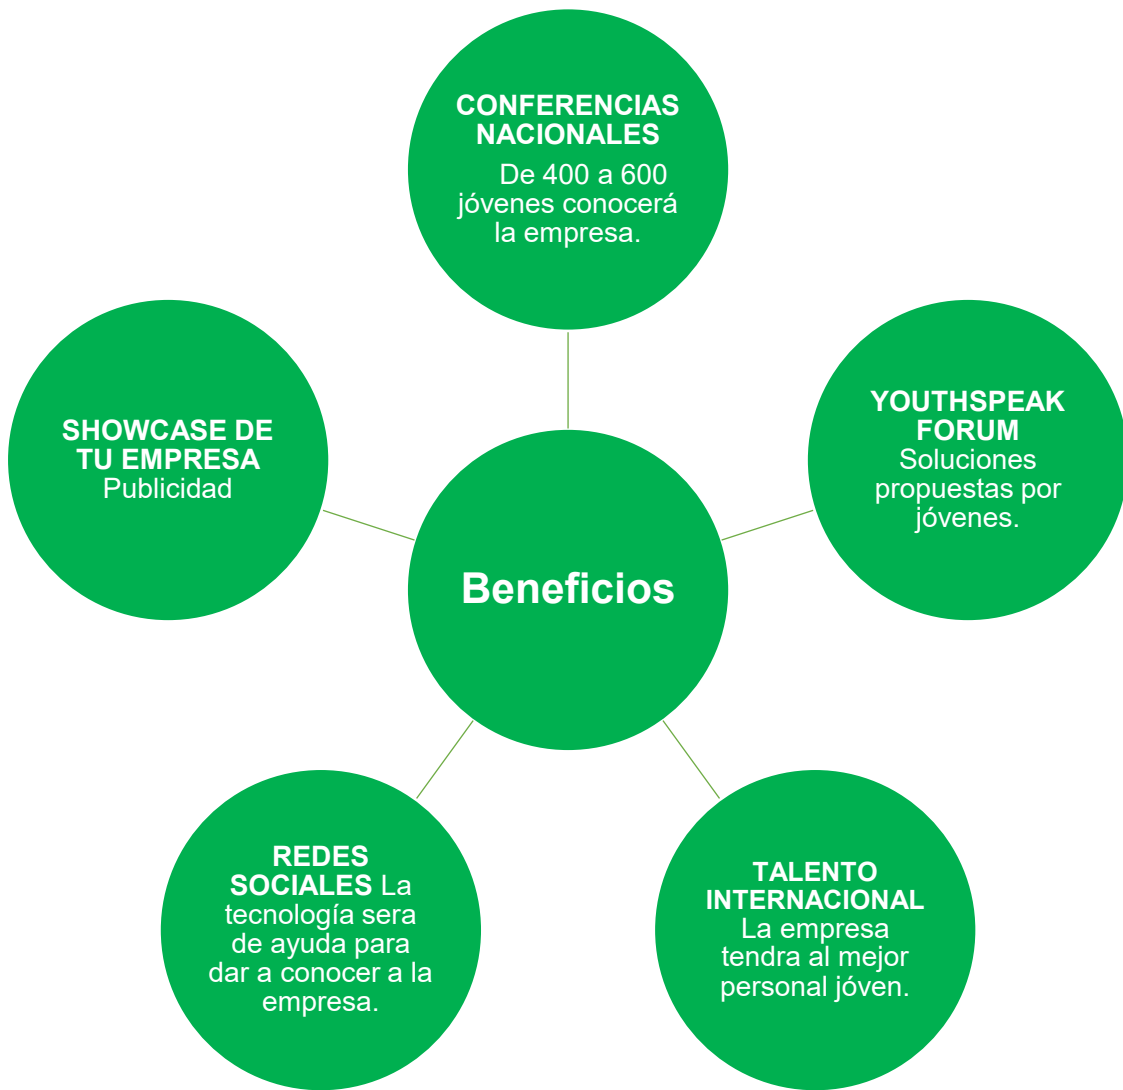 CONFERENCIAS
NACIONALES
De 400 a 600
jóvenes conocerá
la empresa.
YOUTHSPEAK
FORUM
Soluciones
propuestas por
jóvenes.
TALENTO
INTERNACIONAL
La empresa
tendra al mejor
personal jóven.
REDES
SOCIALES La
tecnología sera
de ayuda para
dar a conocer a la
empresa.
SHOWCASE DE
TU EMPRESA
Publicidad
Beneficios